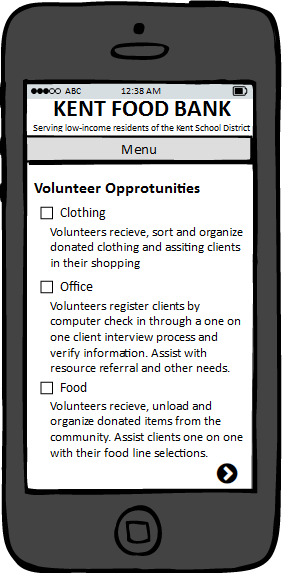 ABC 12:38 AM
KENT FOOD BANK
Serving low-income residents of the Kent School District
Menu
Volunteer Opprotunities
Clothing
Volunteers recieve, sort and organize
donated clothing and assiting clients
in their shopping
Office
Volunteers register clients by
computer check in through a one on
one client interview process and
verify information. Assist with
resource referral and other needs.
Food
Volunteers recieve, unload and
organize donated items from the
community. Assist clients one on one
with their food line selections.